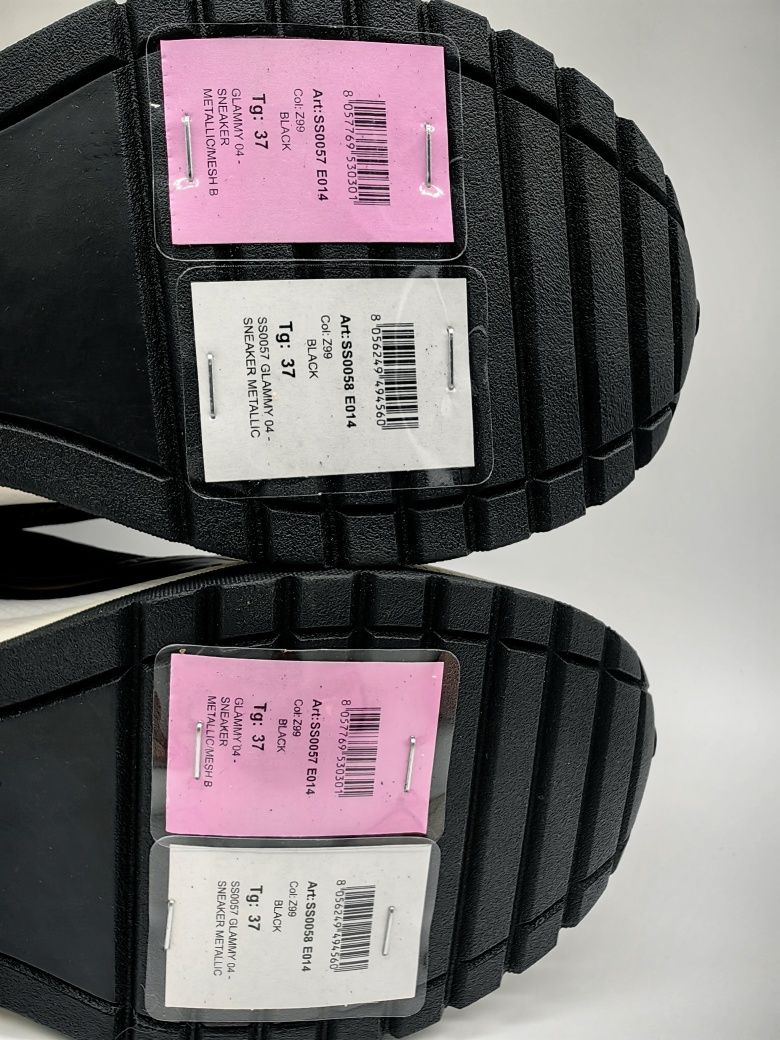 8 057769 530301
Art: SS0057 E014
Col: Z99
BLACK
Tg: 37
GLAMMY 04 -
SNEAKER
METALLIC/MESH B
8 056249 494560
Art: SS0058 E014
Col: Z99
BLACK
Tg: 37
SS0057 GLAMMY 04 -
SNEAKER METALLIC
8 057769 530301
Art: SS0057 E014
Col: Z99
BLACK
Tg: 37
GLAMMY 04 -
SNEAKER
METALLIC/MESH B
8 056249 494560
Art: SS0058 E014
Col: Z99
BLACK
Tg: 37
SS0057 GLAMMY 04 -
SNEAKER METALLIC